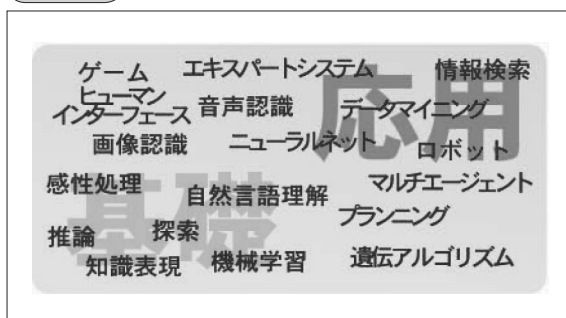 ゲーム エキスパートシステム 情報検索
ヒューマン
インターフェース 音声認識 データマイニング
応用
画像認識 ニューラルネット ロボット
感性処理 自然言語理解 マルチエージェント
基礎
プランニング
推論 探索
知識表現 機械学習 遺伝アルゴリズム